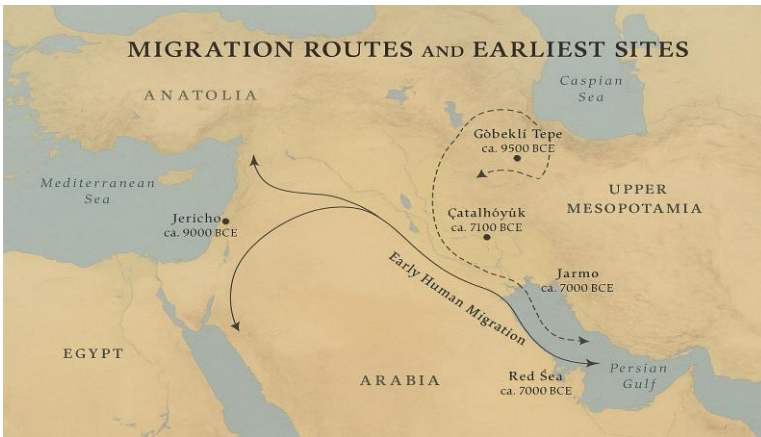 MIGRATION ROUTES AND EARLIEST SITES
Caspian
Sea
ANATOLIA
Gòbeklí Tepe
ca. 9500 BCE
Mediterranean
Sea
UPPER
MESOPOTAMIA
Jericho
ca. 9000 BCE
Çatalhóyûk
ca. 7100 BCE
Early Human Migration
Jarmo
ca. 7000 BCE
EGYPT
ARABIA
Red Śea
ca. 7000 BCE
Persian
Gulf